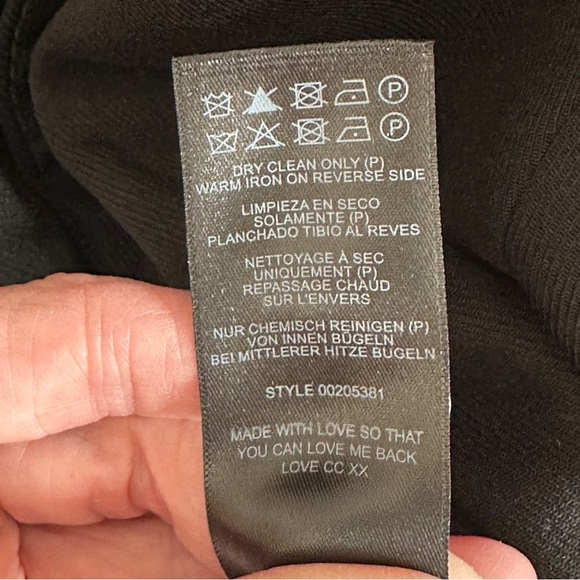 P
P
DRY CLEAN ONLY (P)
WARM IRON ON REVERSE SIDE
LIMPIEZA EN SECO
SOLAMENTE (P)
PLANCHADO TIBIO AL REVES
NETTOYAGE À SEC
UNIQUEMENT (P)
REPASSAGE CHAUD
SUR L'ENVERS
NUR CHEMISCH REINIGEN (P)
VON INNEN BÜGELN
BEI MITTLERER HITZE BÜGELN
STYLE 00205381
MADE WITH LOVE SO THAT
YOU CAN LOVE ME BACK
LOVE CC XX